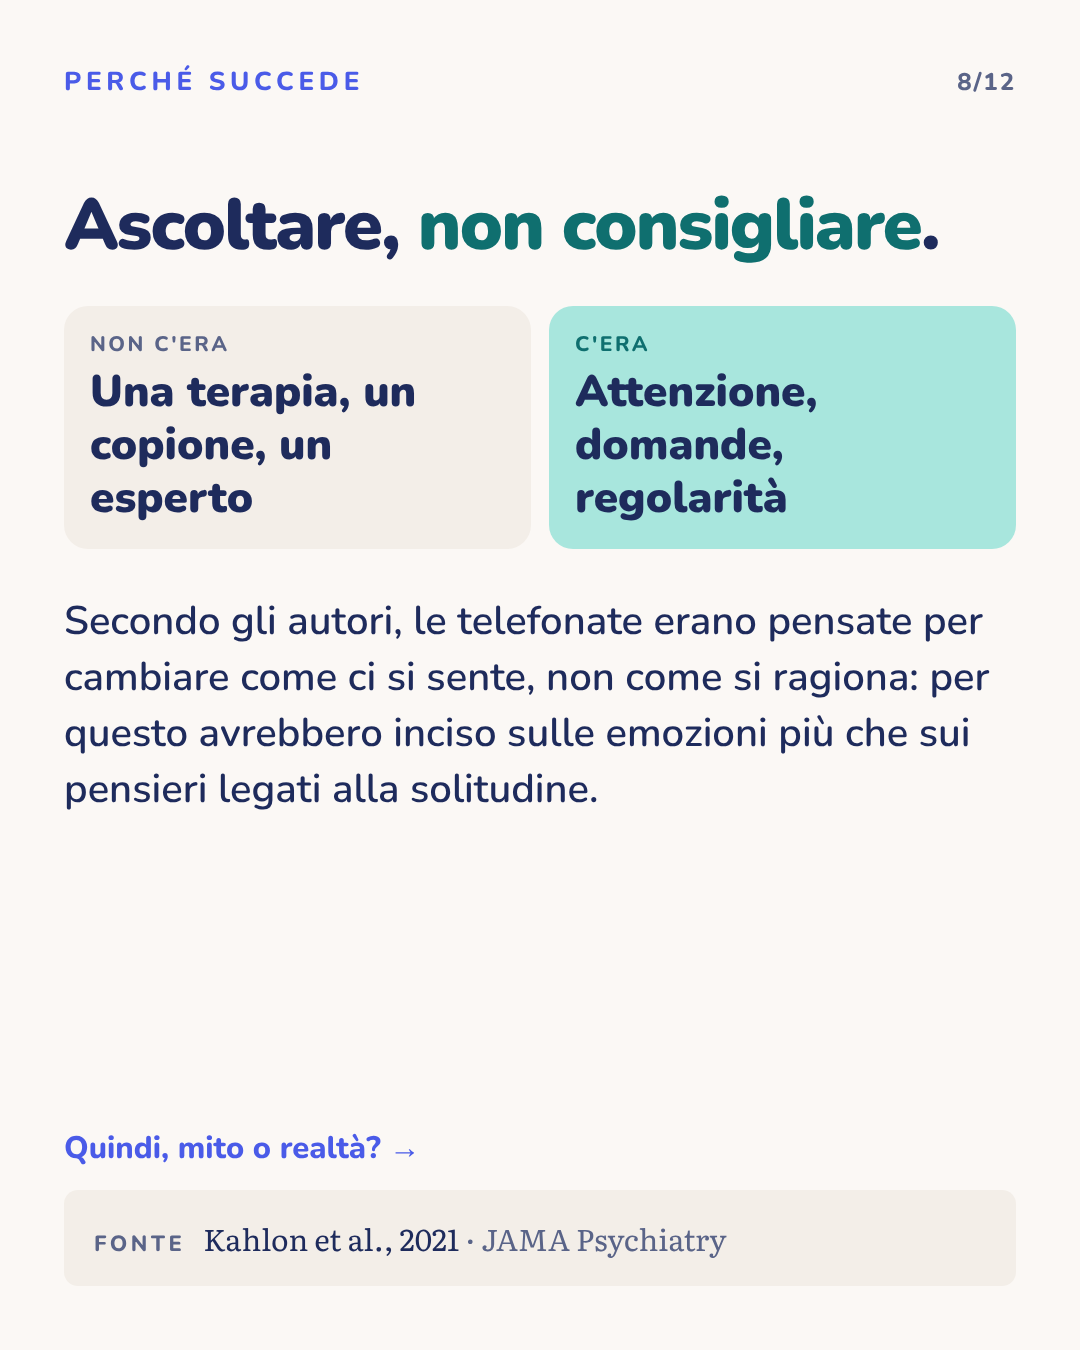 PERCHÉ SUCCEDE
8/12
Ascoltare, non consigliare.
NON C'ERA
Una terapia, un
copione, un
esperto
C'ERA
Attenzione,
domande,
regolarità
Secondo gli autori, le telefonate erano pensate per
cambiare come ci si sente, non come si ragiona: per
questo avrebbero inciso sulle emozioni più che sui
pensieri legati alla solitudine.
Quindi, mito o realtà? →
FONTE Kahlon et al., 2021 · JAMA Psychiatry